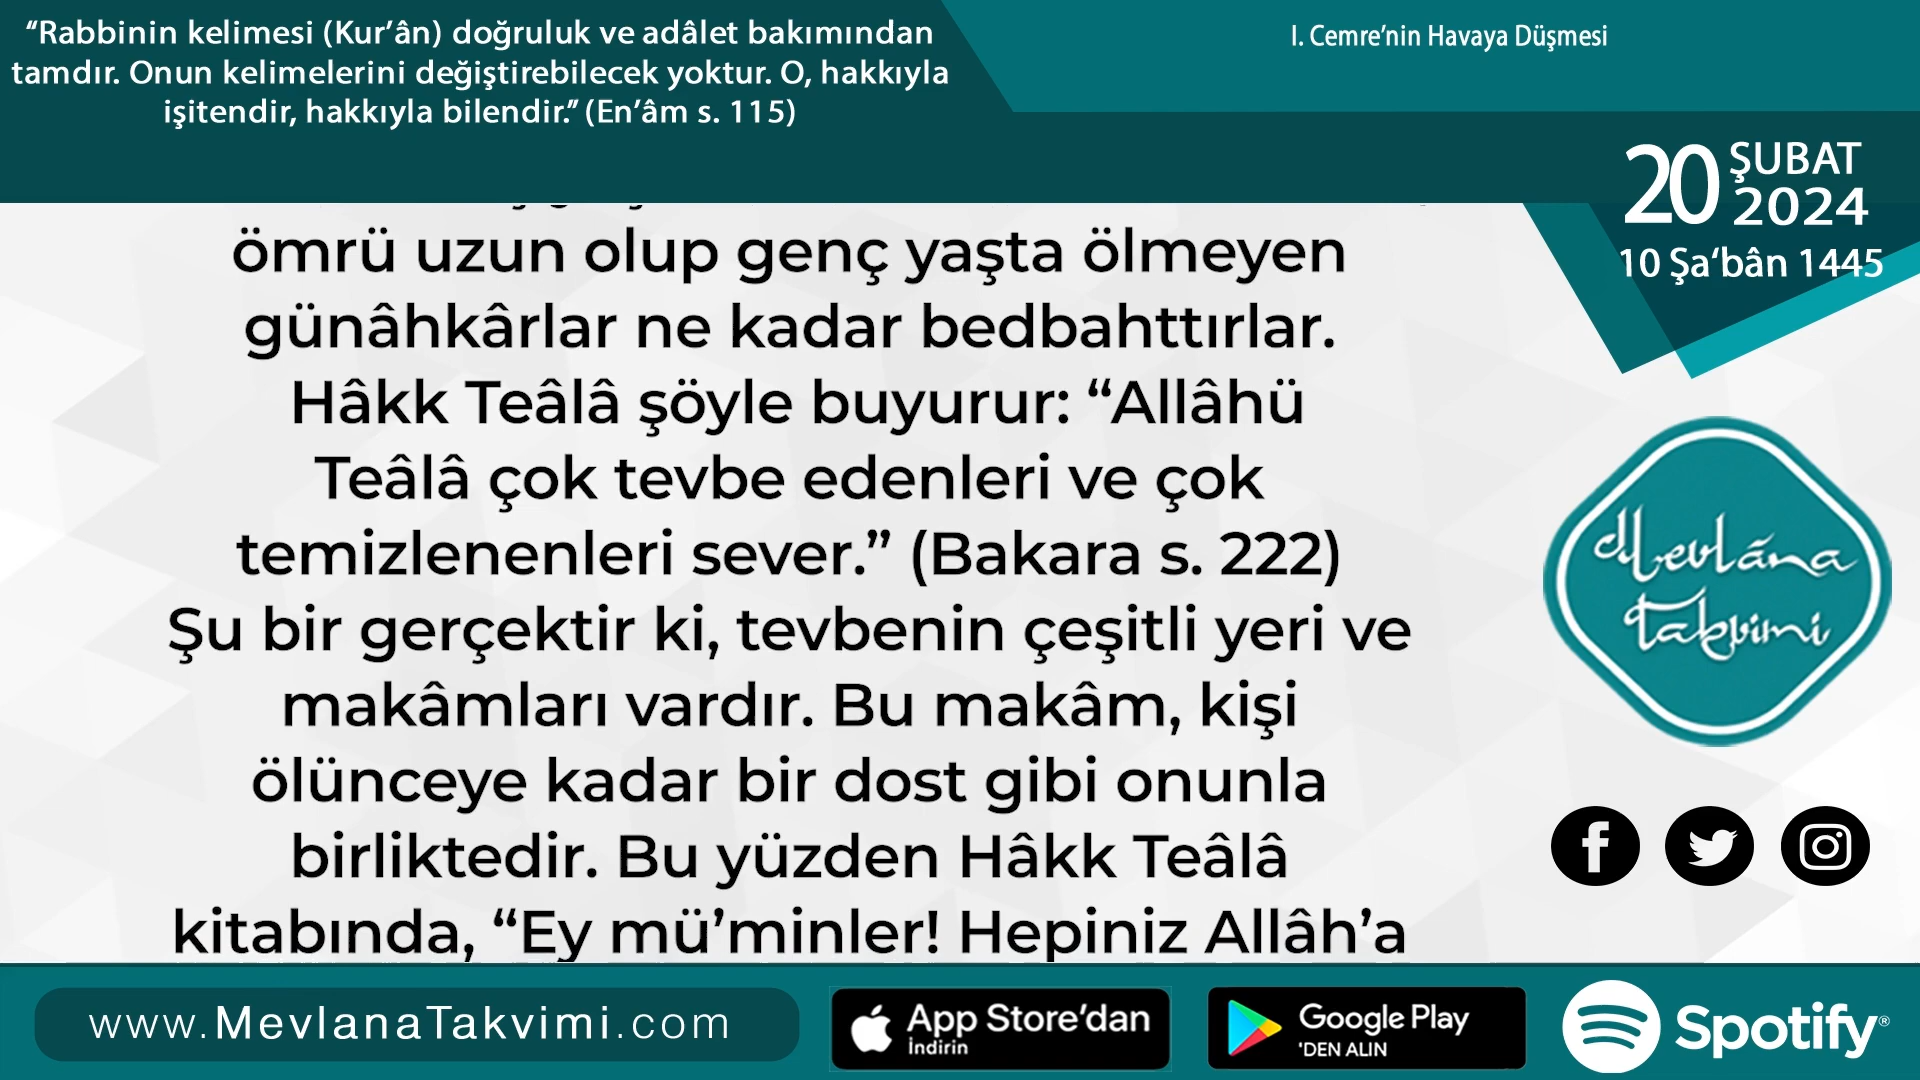 “Rabbinin kelimesi (Kur’ân) doğruluk ve adâlet bakımından
tamdır. Onun kelimelerini değiştirebilecek yoktur. O, hakkıyla
işitendir, hakkıyla bilendir.” (En’âm s. 115)
I. Cemre’nin Havaya Düşmesi
20 ŞUBAT
2024
10 Şa‘bân 1445
ömrü uzun olup genç yaşta ölmeyen
günâhkârlar ne kadar bedbahttırlar.
Hâkk Teâlâ şöyle buyurur: “Allâhü
Teâlâ çok tevbe edenleri ve çok
temizlenenleri sever.” (Bakara s. 222)
Şu bir gerçektir ki, tevbenin çeşitli yeri ve
makâmları vardır. Bu makâm, kişi
ölünceye kadar bir dost gibi onunla
birliktedir. Bu yüzden Hâkk Teâlâ
kitabında, “Ey mü’minler! Hepiniz Allâh’a
Mevlâna
Takvimi
www.MevlanaTakvimi.com
App Store’dan
İndirin
Google Play
'DEN ALIN
Spotify®